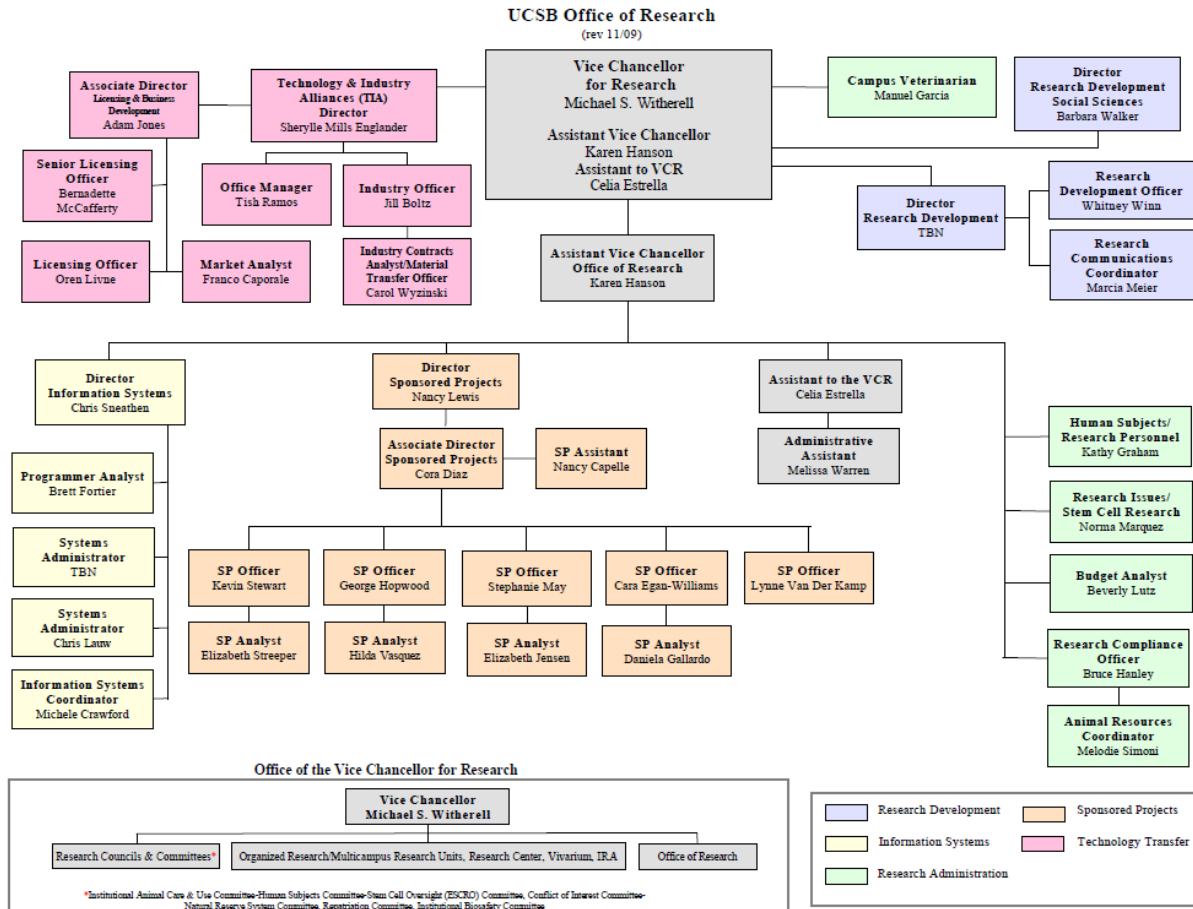 UCSB Office of Research
(rev 11/09)
Vice Chancellor
for Research
Michael S. Witherell
Assistant Vice Chancellor
Karen Hanson
Assistant to VCR
Celia Estrella
Associate Director
Licensing & Business
Development
Adam Jones
Technology & Industry
Alliances (TIA)
Director
Sherylle Mills Englander
Campus Veterinarian
Manuel Garcia
Director
Research Development
Social Sciences
Barbara Walker
Senior Licensing
Officer
Bernadette
McCafferty
Office Manager
Tish Ramos
Industry Officer
Jill Boltz
Director
Research Development
TBN
Research
Development Officer
Whitney Winn
Licensing Officer
Oren Livne
Market Analyst
Franco Caporale
Industry Contracts
Analyst/Material
Transfer Officer
Carol Wyzinski
Assistant Vice Chancellor
Office of Research
Karen Hanson
Research
Communications
Coordinator
Marcia Meier
Director
Information Systems
Chris Sneathen
Director
Sponsored Projects
Nancy Lewis
Assistant to the VCR
Celia Estrella
Associate Director
Sponsored Projects
Cora Diaz
SP Assistant
Nancy Capelle
Administrative
Assistant
Melissa Warren
Human Subjects/
Research Personnel
Kathy Graham
Programmer Analyst
Brett Fortier
Research Issues/
Stem Cell Research
Norma Marquez
Systems
Administrator
TBN
SP Officer
Kevin Stewart
SP Officer
George Hopwood
SP Officer
Stephanie May
SP Officer
Cara Egan-Williams
SP Officer
Lynne Van Der Kamp
Budget Analyst
Beverly Lutz
Systems
Administrator
Chris Lauw
SP Analyst
Elizabeth Streeper
SP Analyst
Hilda Vasquez
SP Analyst
Elizabeth Jensen
SP Analyst
Daniela Gallardo
Research Compliance
Officer
Bruce Hanley
Information Systems
Coordinator
Michele Crawford
Animal Resources
Coordinator
Melodie Simoni
Office of the Vice Chancellor for Research
Vice Chancellor
Michael S. Witherell
Research Councils & Committees*
Organized Research/Multicampus Research Units, Research Center, Vivarium, IRA
Office of Research
*Institutional Animal Care & Use Committee-Human Subjects Committee-Stem Cell Oversight (ESCRO) Committee, Conflict of Interest Committee-
Natural Reserve System Committee, Repatriation Committee, Institutional Biosafety Committee
Research Development
Sponsored Projects
Information Systems
Technology Transfer
Research Administration